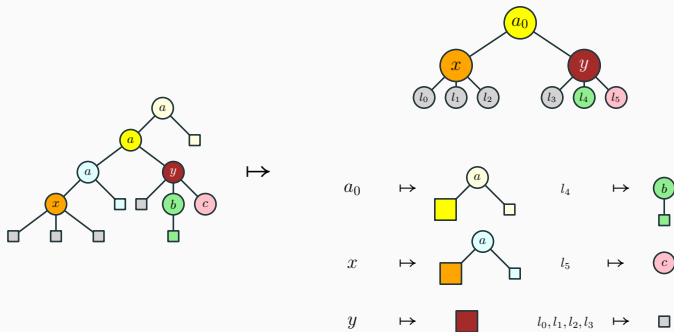 a₀
x y
l₀ l₁ l₂ l₃ l₄ l₅
a
a
a y
x b c
↦
a₀ ↦ a l₄ ↦ b
x ↦ a l₅ ↦ c
y ↦ l₀, l₁, l₂, l₃ ↦